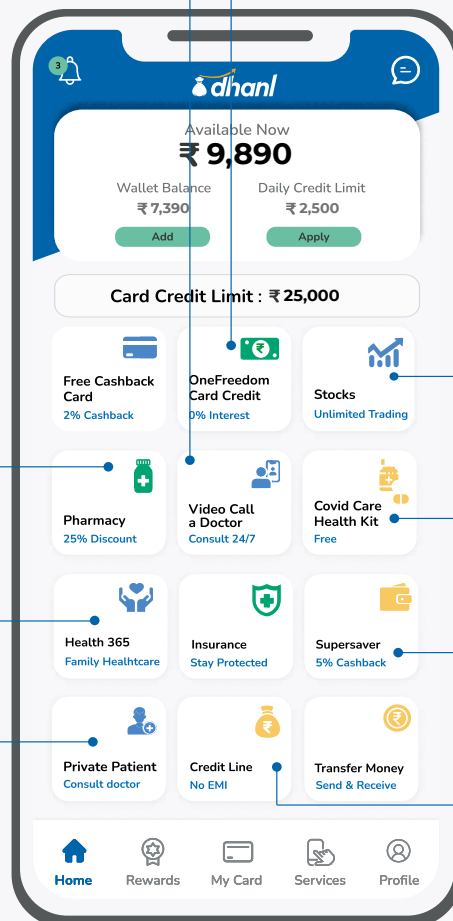 3
dhanl
Available Now
₹ 9,890
Wallet Balance
Daily Credit Limit
₹ 7,390
₹ 2,500
Add
Apply
Card Credit Limit : ₹ 25,000
Free Cashback
Card
2% Cashback
OneFreedom
Card Credit
0% Interest
Stocks
Unlimited Trading
Pharmacy
25% Discount
Video Call
a Doctor
Consult 24/7
Covid Care
Health Kit
Free
Health 365
Family Healhtcare
Insurance
Stay Protected
Supersaver
5% Cashback
Private Patient
Consult doctor
Credit Line
No EMI
Transfer Money
Send & Receive
Home
Rewards
My Card
Services
Profile